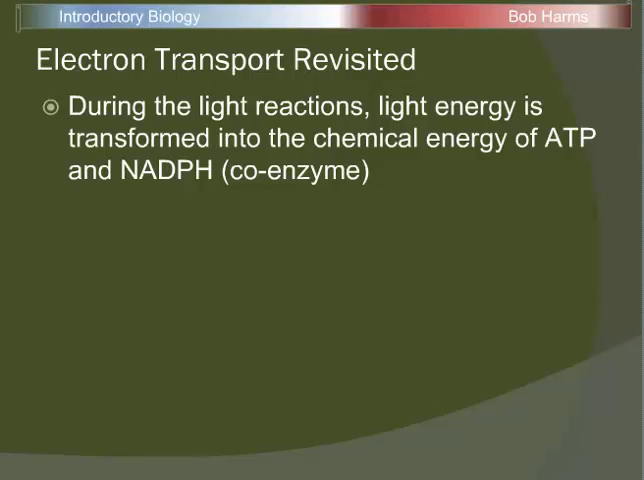 Introductory Biology Bob Harms
Electron Transport Revisited
During the light reactions, light energy is
transformed into the chemical energy of ATP
and NADPH (co-enzyme)